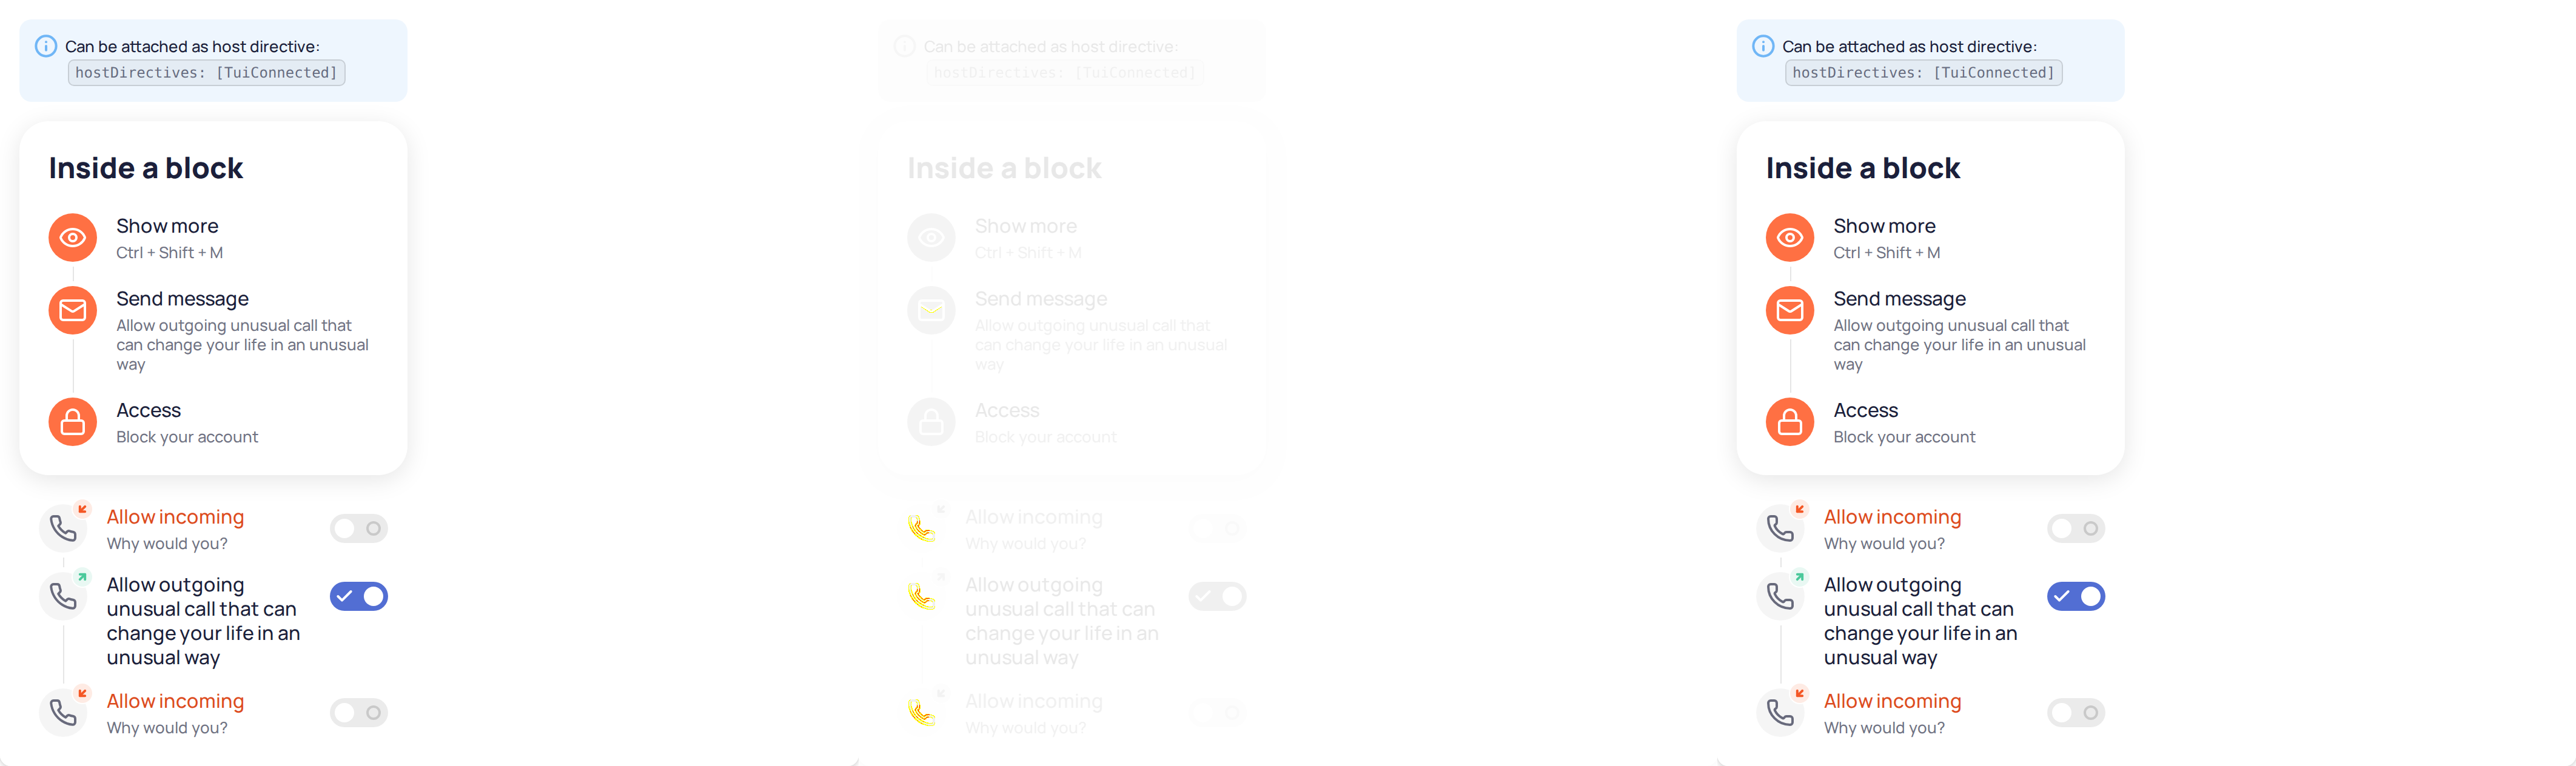 Can be attached as host directive:
hostDirectives: [TuiConnected]
Inside a block
Show more
Ctrl + Shift + M
Send message
Allow outgoing unusual call that
can change your life in an unusual
way
Access
Block your account
Allow incoming
Why would you?
Allow outgoing
unusual call that can
change your life in an
unusual way
Allow incoming
Why would you?
Can be attached as host directive:
hostDirectives: [TuiConnected]
Inside a block
Show more
Ctrl + Shift + M
Send message
Allow outgoing unusual call that
can change your life in an unusual
way
Access
Block your account
Allow incoming
Why would you?
Allow outgoing
unusual call that can
change your life in an
unusual way
Allow incoming
Why would you?
Can be attached as host directive:
hostDirectives: [TuiConnected]
Inside a block
Show more
Ctrl + Shift + M
Send message
Allow outgoing unusual call that
can change your life in an unusual
way
Access
Block your account
Allow incoming
Why would you?
Allow outgoing
unusual call that can
change your life in an
unusual way
Allow incoming
Why would you?